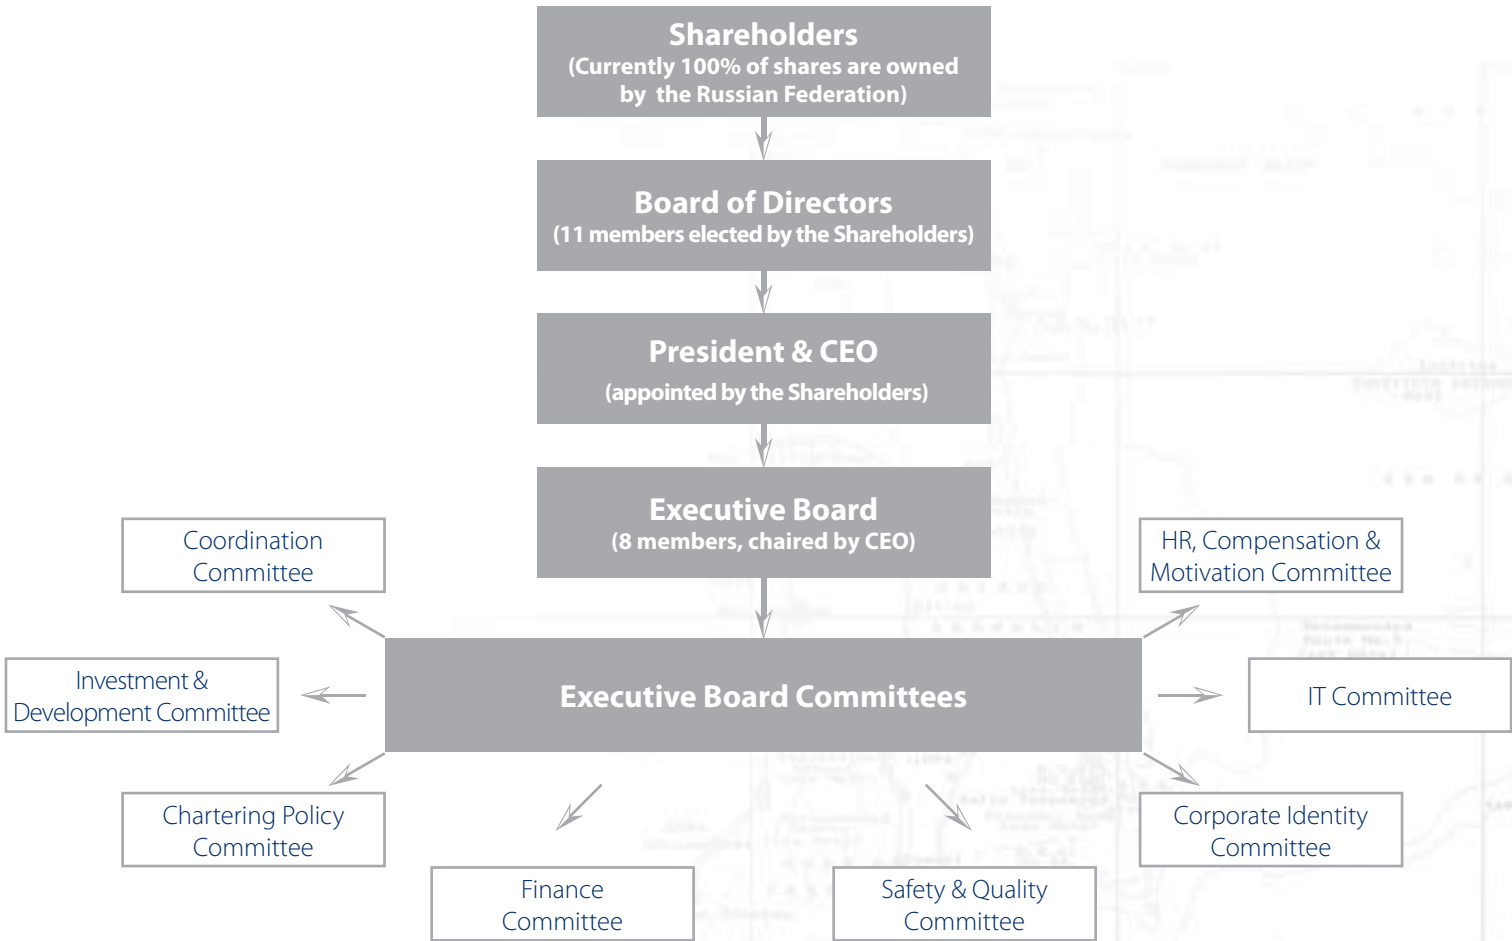 Shareholders
(Currently 100% of shares are owned
by the Russian Federation)
Board of Directors
(11 members elected by the Shareholders)
President & CEO
(appointed by the Shareholders)
Executive Board
(8 members, chaired by CEO)
Coordination
Committee
HR, Compensation &
Motivation Committee
Investment &
Development Committee
Executive Board Committees
IT Committee
Chartering Policy
Committee
Corporate Identity
Committee
Finance
Committee
Safety & Quality
Committee